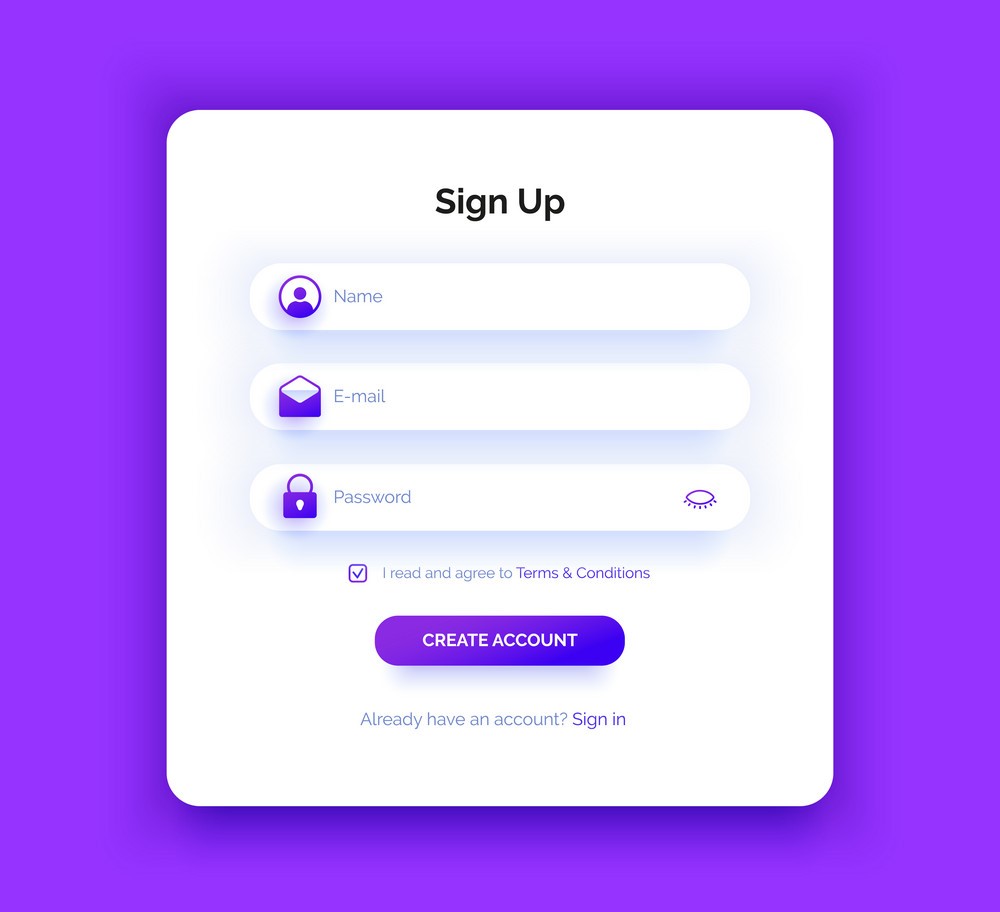 Sign Up
Name
E-mail
Password
I read and agree to Terms & Conditions
CREATE ACCOUNT
Already have an account? Sign in